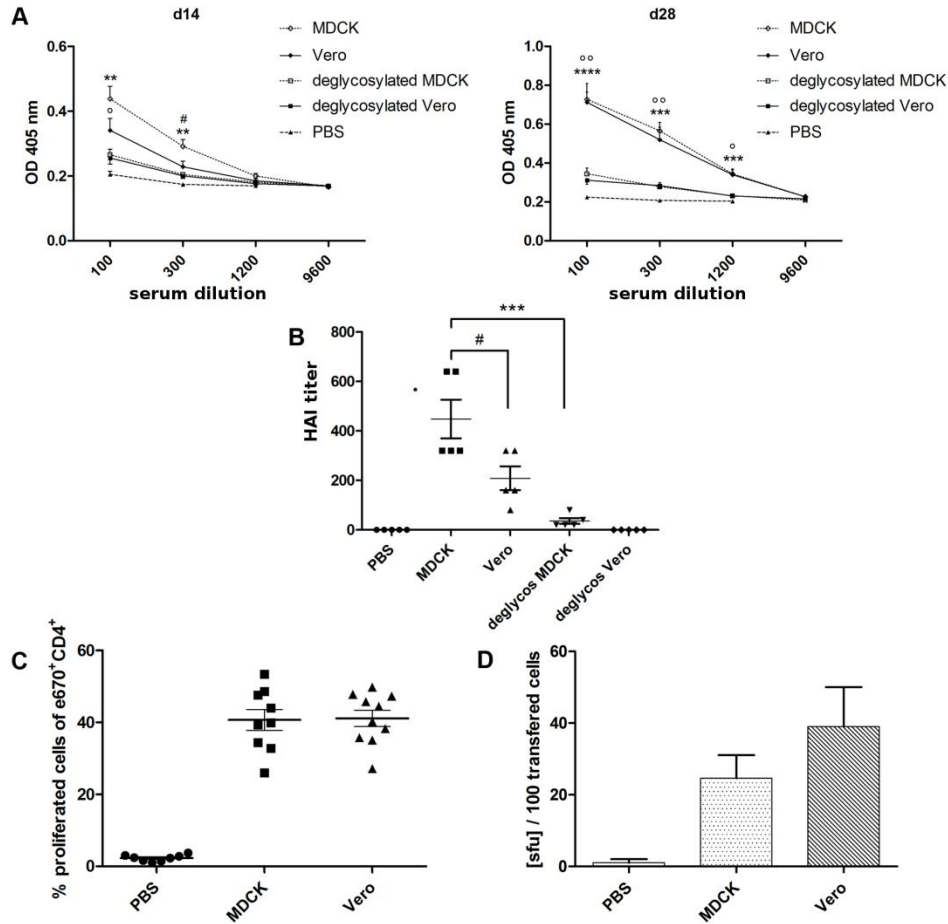 A
d14
0.6
0.4
0.2
0.0
OD 405 nm
**
○
#
**
100
300
1200
9600
serum dilution
MDCK
Vero
deglycosylated MDCK
deglycosylated Vero
PBS
d28
1.0
0.8
0.6
0.4
0.2
0.0
OD 405 nm
○○
****
○○
***
○
***
100
300
1200
9600
serum dilution
MDCK
Vero
deglycosylated MDCK
deglycosylated Vero
PBS
B
800
600
400
200
0
HAI titer
***
#
PBS
MDCK
Vero
deglycos MDCK
deglycos Vero
C
60
40
20
0
% proliferated cells of e670⁺CD4⁺
PBS
MDCK
Vero
D
60
40
20
0
[sfu] / 100 transfered cells
PBS
MDCK
Vero